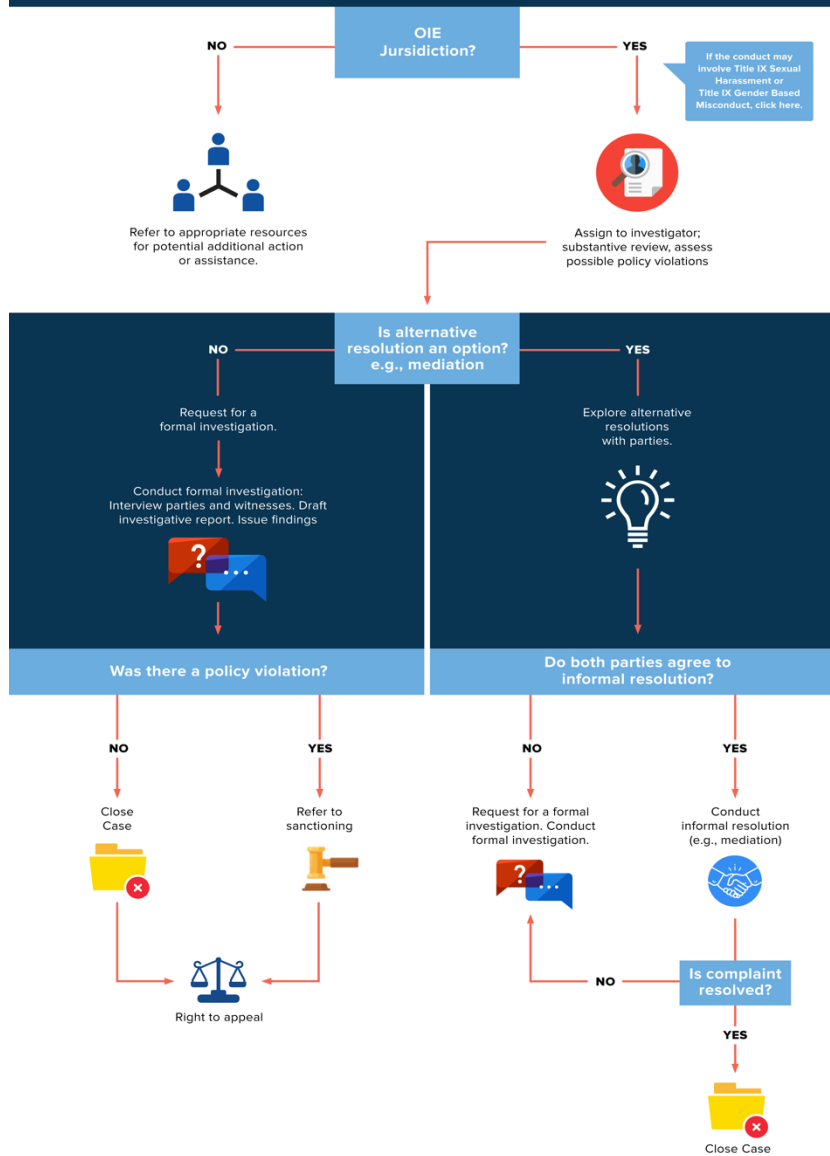 OIE
Jursidiction?
NO
YES
If the conduct may
involve Title IX Sexual
Harassment or
Title IX Gender Based
Misconduct, click here.
Refer to appropriate resources
for potential additional action
or assistance.
Assign to investigator;
substantive review, assess
possible policy violations
Is alternative
resolution an option?
e.g., mediation
NO
YES
Request for a
formal investigation.
Explore alternative
resolutions
with parties.
Conduct formal investigation:
Interview parties and witnesses. Draft
investigative report. Issue findings
?
...
Was there a policy violation?
Do both parties agree to
informal resolution?
NO
YES
NO
YES
Close
Case
Refer to
sanctioning
Request for a formal
investigation. Conduct
formal investigation.
Conduct
informal resolution
(e.g., mediation)
?
...
Right to appeal
NO
Is complaint
resolved?
YES
Close Case